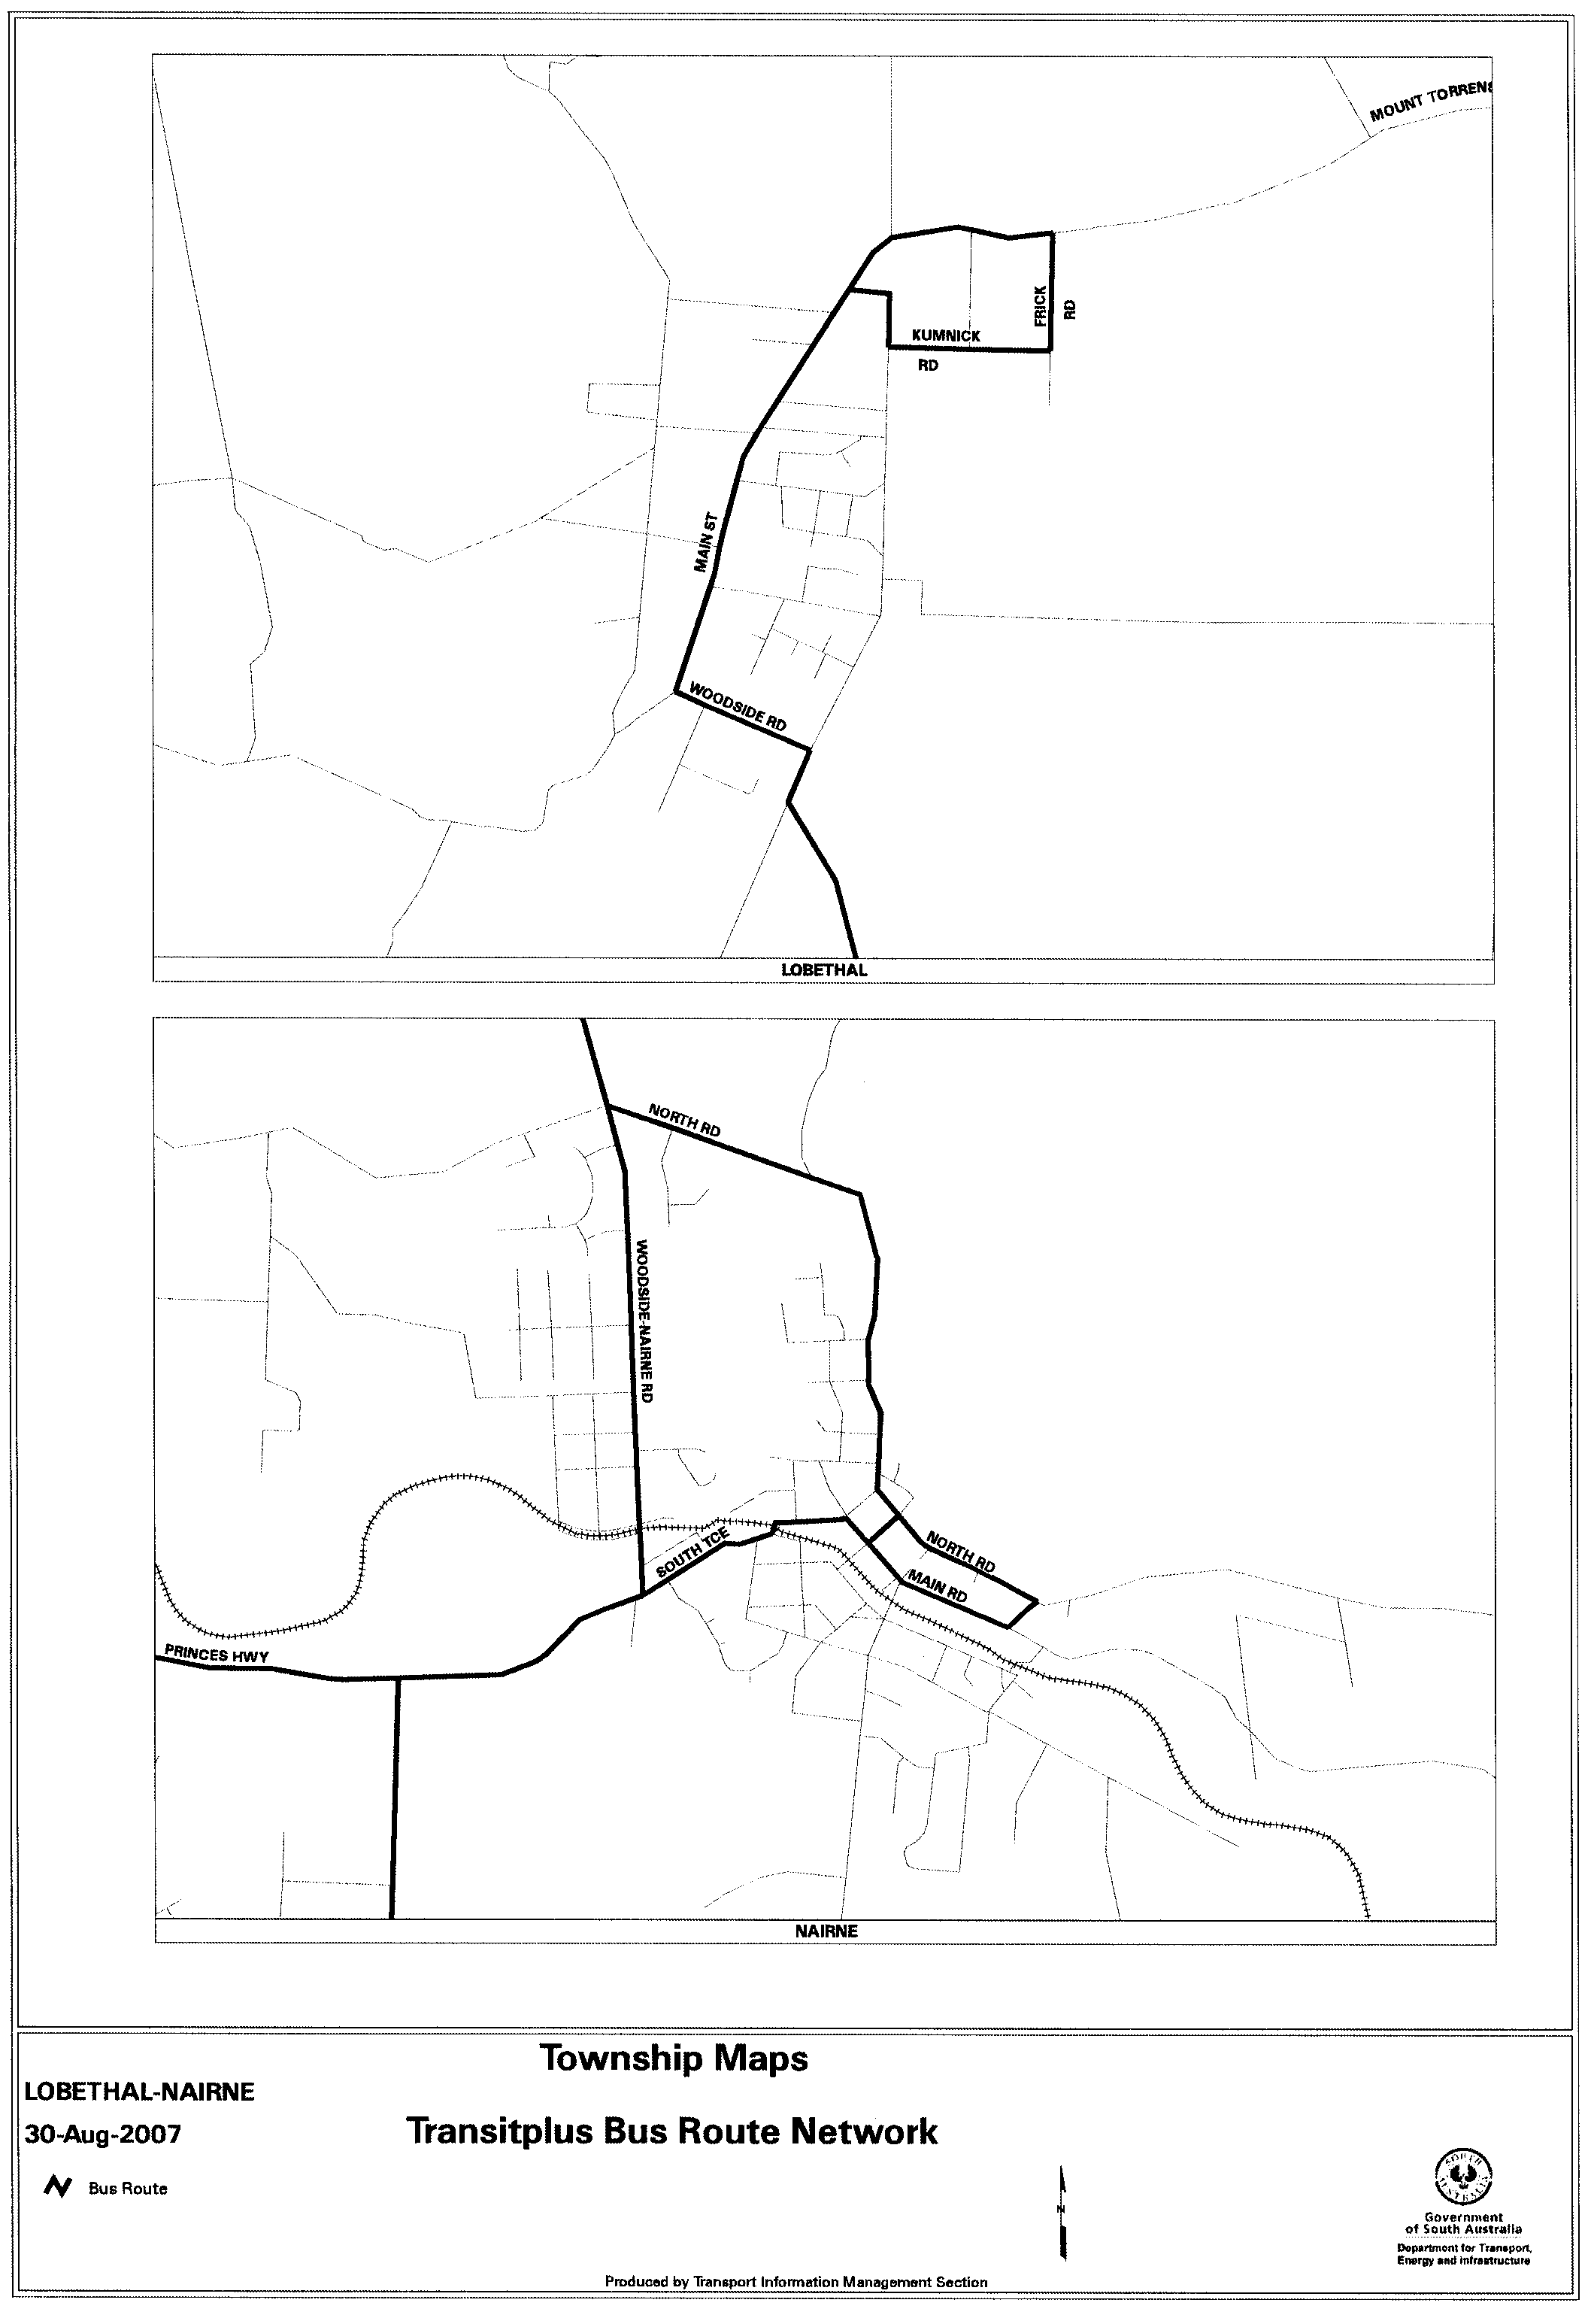 MOUNT TORRENS
KUMNICK
RD
FRICK
RD
MAIN ST
WOODSIDE RD
LOBETHAL
NORTH RD
WOODSIDE-NAIRNE RD
SOUTH TCE
NORTH RD
MAIN RD
PRINCES HWY
NAIRNE
Township Maps
LOBETHAL-NAIRNE
30-Aug-2007
Transitplus Bus Route Network
Bus Route
N
SOUTH
AUSTRALIA
Government
of South Australia
Department for Transport,
Energy and Infrastructure
Produced by Transport Information Management Section